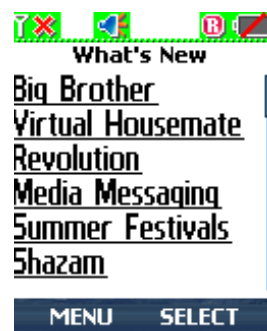 R
What's New
Big Brother
Virtual Housemate
Revolution
Media Messaging
Summer Festivals
Shazam
MENU SELECT